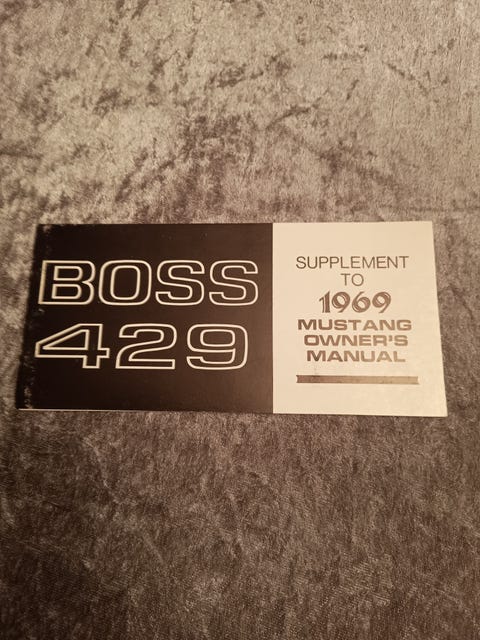 BOSS
429
SUPPLEMENT
TO
1969
MUSTANG
OWNER'S
MANUAL